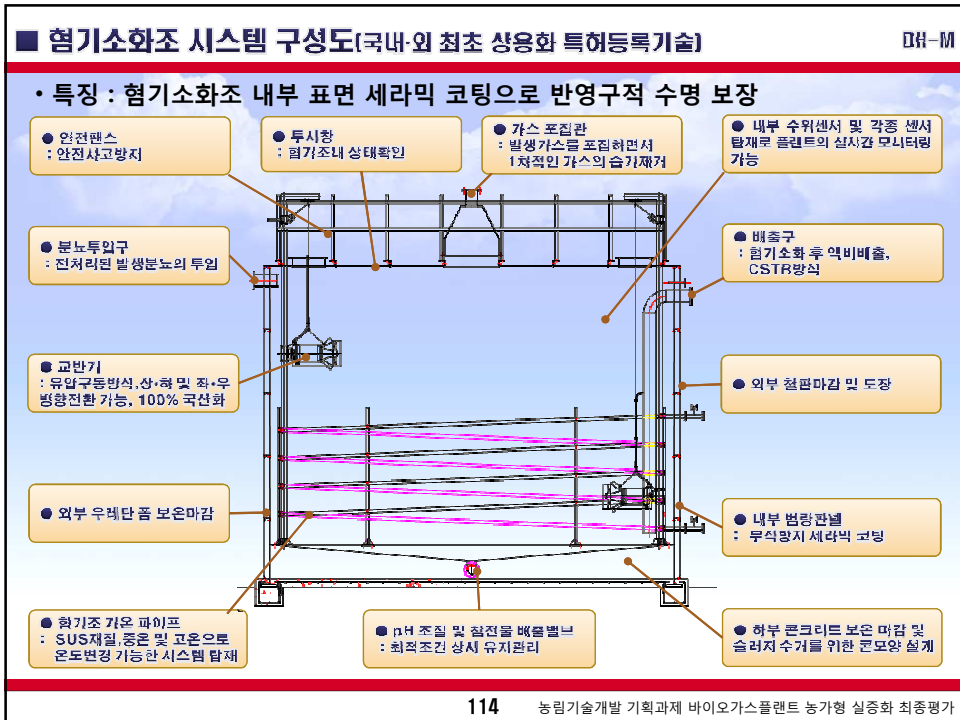 ■ 혐기소화조 시스템 구성도(국내·외 최초 상용화 특허등록기술)
DH-M
• 특징 : 혐기소화조 내부 표면 세라믹 코팅으로 반영구적 수명 보장
● 안전팬스
: 안전사고방지
● 투시창
: 혐기조내 상태확인
● 가스 포집관
: 발생가스를 포집하면서
1차적인 가스의 습기제거
● 내부 수위센서 및 각종 센서
탑재로 플랜트의 실시간 모니터링
가능
● 분뇨투입구
: 전처리된 발생분뇨의 투입
● 배출구
: 혐기소화 후 액비배출,
CSTR방식
● 교반기
: 유압구동방식,상•하 및 좌•우
방향전환 가능, 100% 국산화
● 외부 철판마감 및 도장
● 외부 우레탄 폼 보온마감
● 내부 법랑판넬
: 부식방지 세라믹 코팅
● 혐기조 가온 파이프
: SUS재질,중온 및 고온으로
온도변경 가능한 시스템 탑재
● pH 조절 및 침전물 배출밸브
: 최적조건 상시 유지관리
● 하부 콘크리트 보온 마감 및
슬러지 수거를 위한 콘모양 설계
114
농림기술개발 기획과제 바이오가스플랜트 농가형 실증화 최종평가